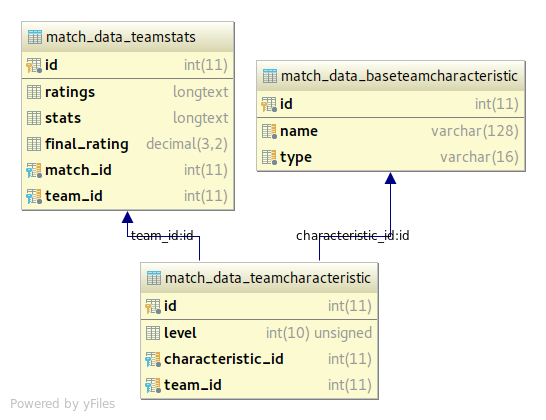 match_data_teamstats
id int(11)
ratings longtext
stats longtext
final_rating decimal(3,2)
match_id int(11)
team_id int(11)
match_data_baseteamcharacteristic
id int(11)
name varchar(128)
type varchar(16)
team_id:id
characteristic_id:id
match_data_teamcharacteristic
id int(11)
level int(10) unsigned
characteristic_id int(11)
team_id int(11)
Powered by yFiles